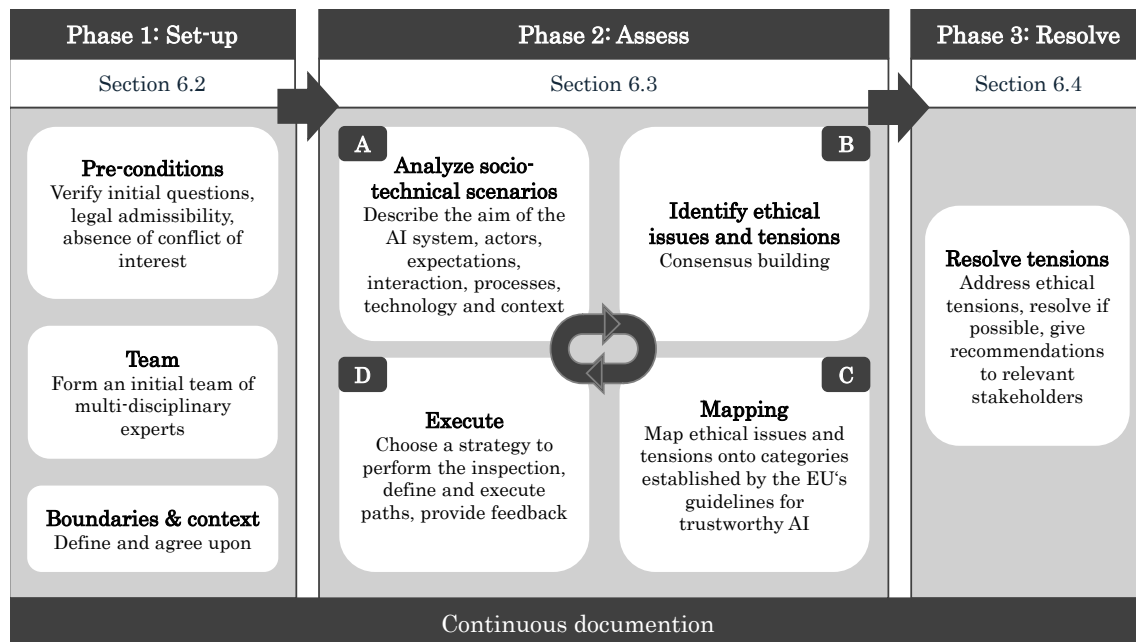 Phase 1: Set-up
Section 6.2
Pre-conditions
Verify initial questions,
legal admissibility,
absence of conflict of
interest
Team
Form an initial team of
multi-disciplinary
experts
Boundaries & context
Define and agree upon
Phase 2: Assess
Section 6.3
A
Analyze socio-
technical scenarios
Describe the aim of the
AI system, actors,
expectations,
interaction, processes,
technology and context
B
Identify ethical
issues and tensions
Consensus building
D
Execute
Choose a strategy to
perform the inspection,
define and execute
paths, provide feedback
C
Mapping
Map ethical issues and
tensions onto categories
established by the EU‘s
guidelines for
trustworthy AI
Phase 3: Resolve
Section 6.4
Resolve tensions
Address ethical
tensions, resolve if
possible, give
recommendations
to relevant
stakeholders
Continuous documention